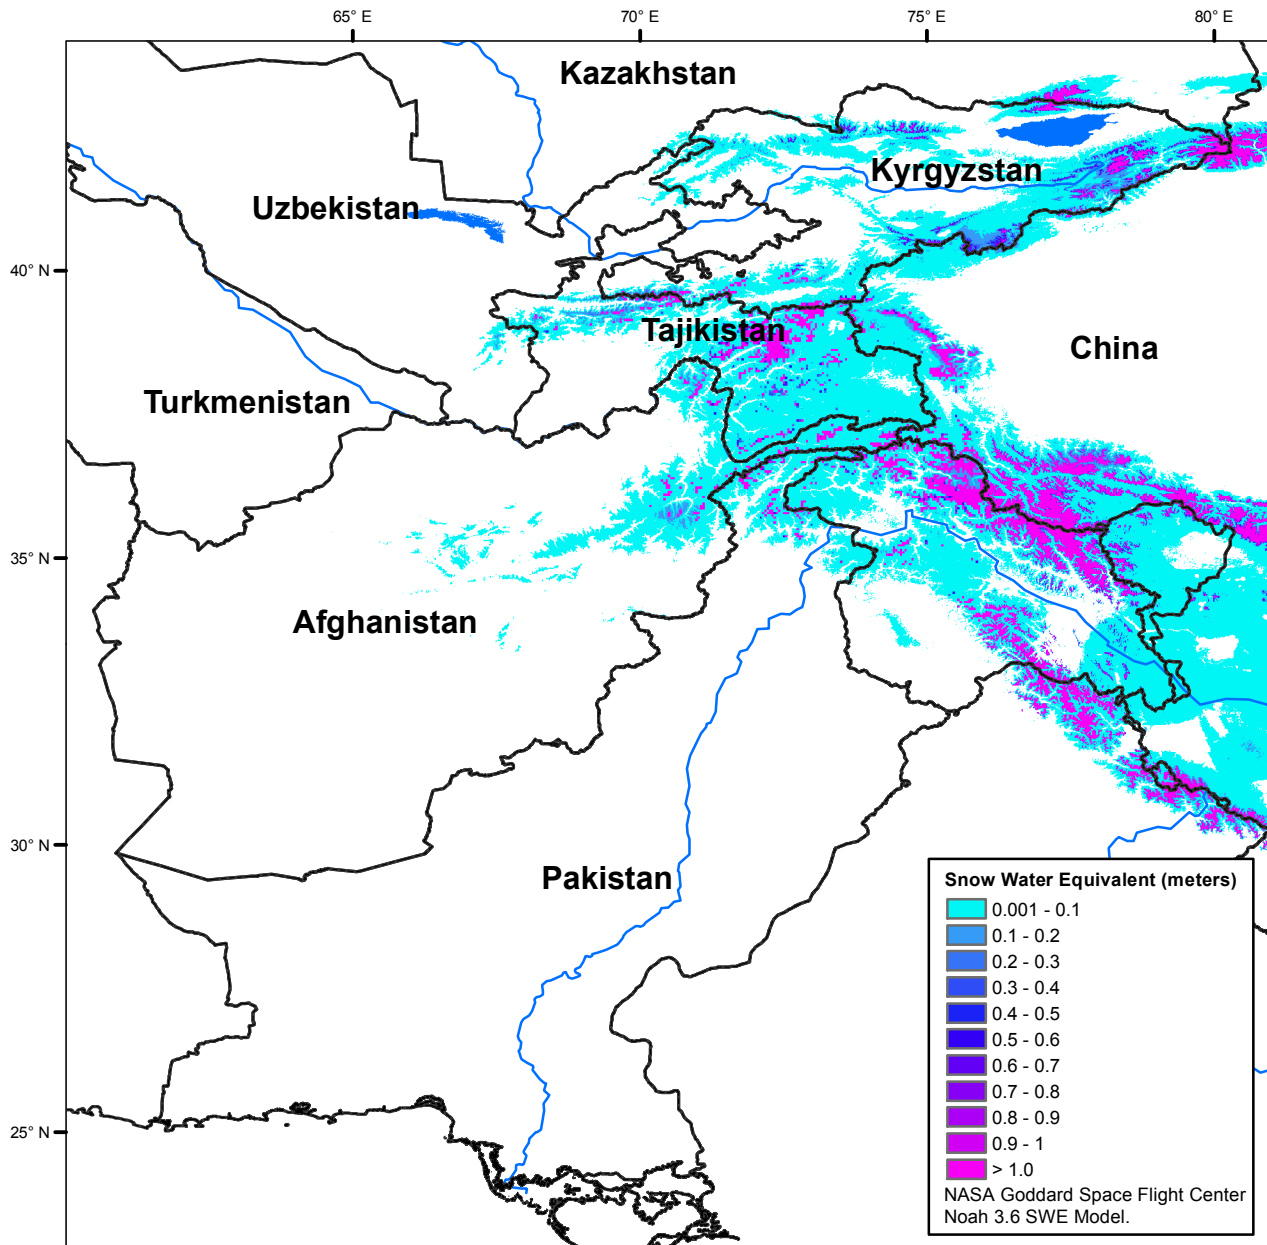 65° E
70° E
75° E
80° E
Kazakhstan
Kyrgyzstan
Uzbekistan
40° N
Tajikistan
China
Turkmenistan
35° N
Afghanistan
30° N
Pakistan
25° N
Snow Water Equivalent (meters)
0.001 - 0.1
0.1 - 0.2
0.2 - 0.3
0.3 - 0.4
0.4 - 0.5
0.5 - 0.6
0.6 - 0.7
0.7 - 0.8
0.8 - 0.9
0.9 - 1
> 1.0
NASA Goddard Space Flight Center
Noah 3.6 SWE Model.